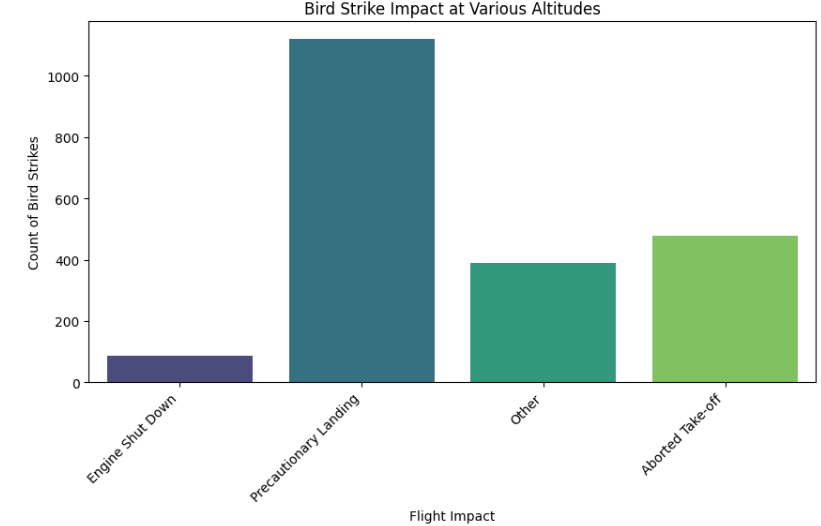 Bird Strike Impact at Various Altitudes
Count of Bird Strikes
1000
800
600
400
200
0
Engine Shut Down
Precautionary Landing
Other
Aborted Take-off
Flight Impact